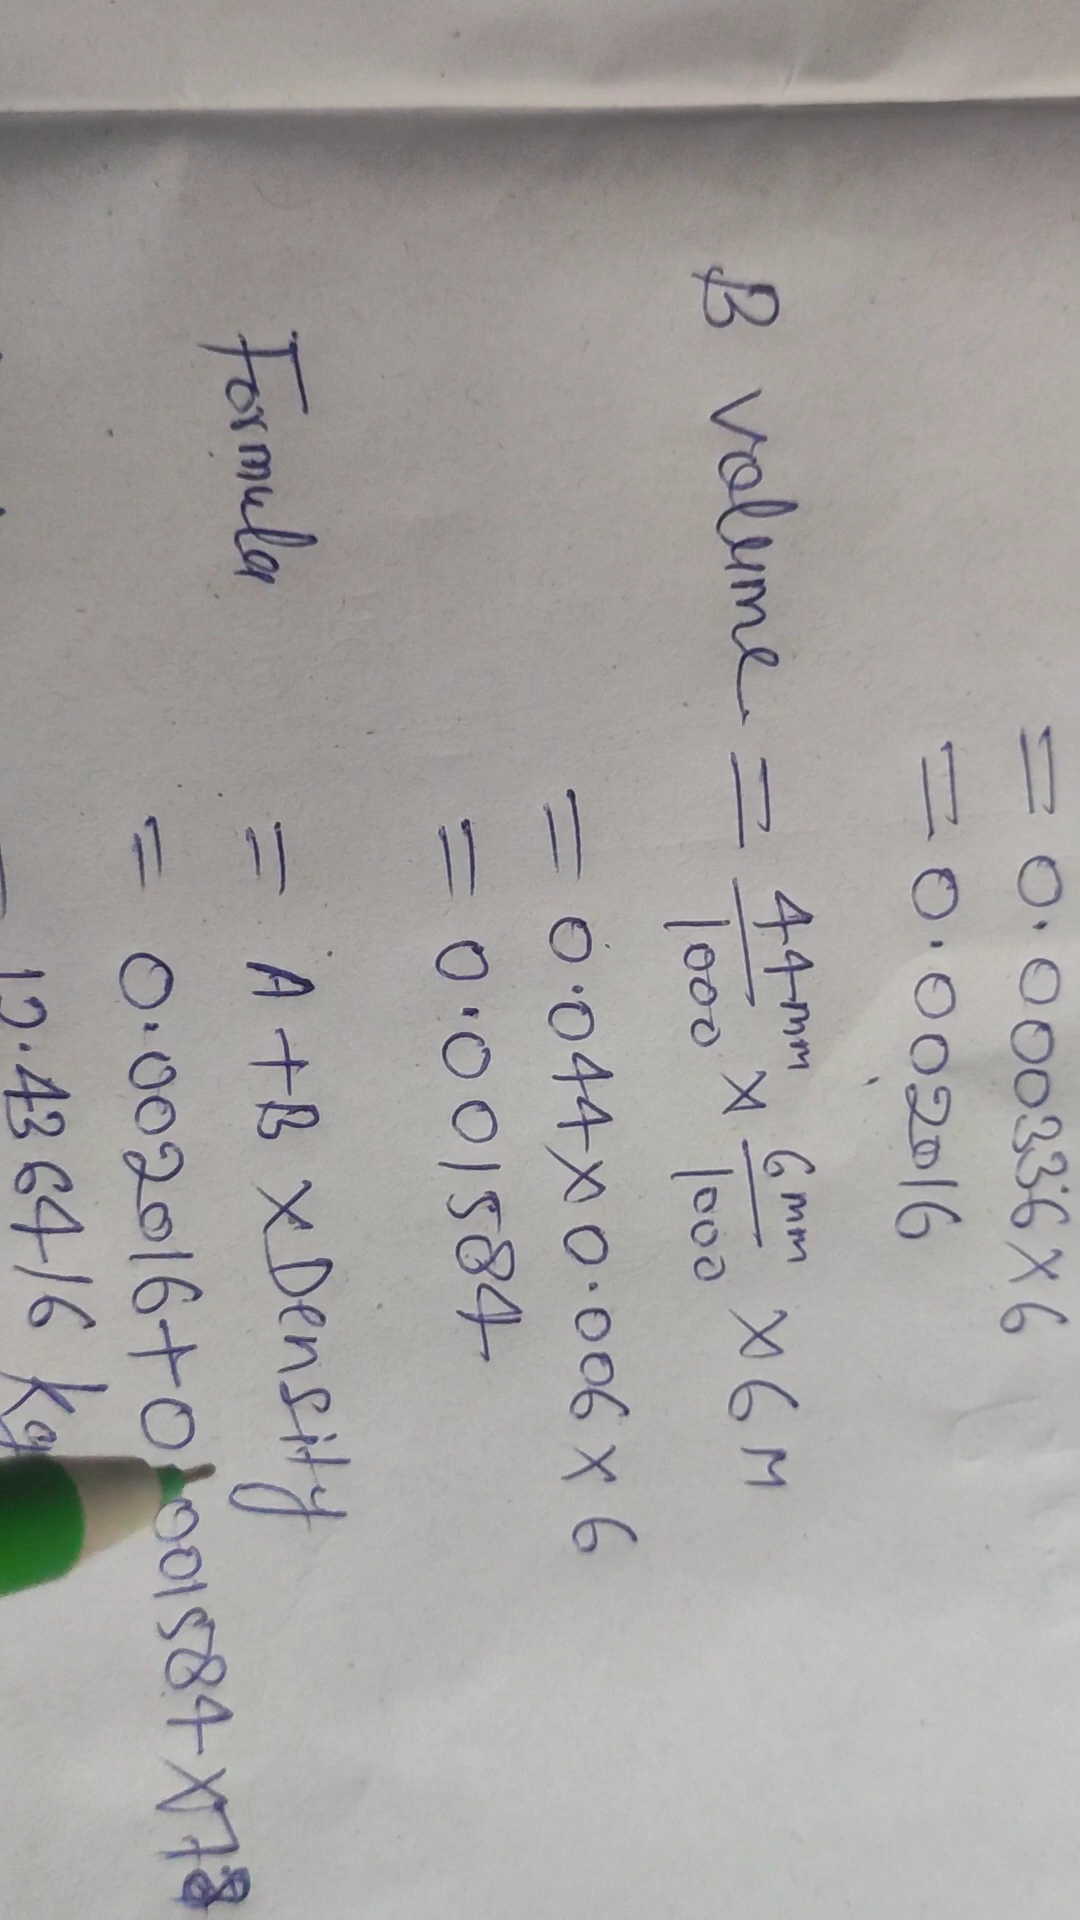 = 0.000336 x 6
= 0.002016
B volume = 44mm/1000 x 6mm/1000 x 6 M
= 0.044 x 0.006 x 6
= 0.001584
Formula = A + B x Density
= 0.002016 + 0 001584 x 78
12.436416 kg